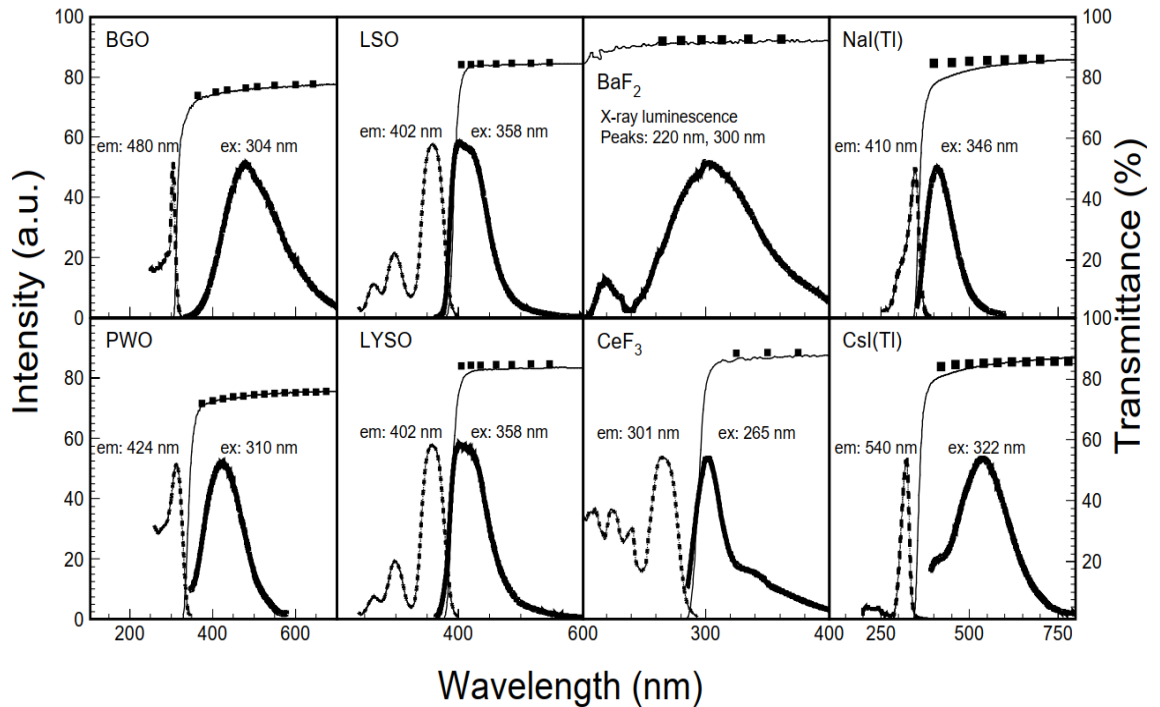 Intensity (a.u.)
Transmittance (%)
Wavelength (nm)
100
80
60
40
20
0
80
60
40
20
0
BGO
em: 480 nm
ex: 304 nm
LSO
em: 402 nm
ex: 358 nm
BaF2
X-ray luminescence
Peaks: 220 nm, 300 nm
NaI(Tl)
em: 410 nm
ex: 346 nm
100
80
60
40
20
100
80
60
40
20
PWO
em: 424 nm
ex: 310 nm
LYSO
em: 402 nm
ex: 358 nm
CeF3
em: 301 nm
ex: 265 nm
CsI(Tl)
em: 540 nm
ex: 322 nm
200 400 600 400 600 300 400 250 500 750